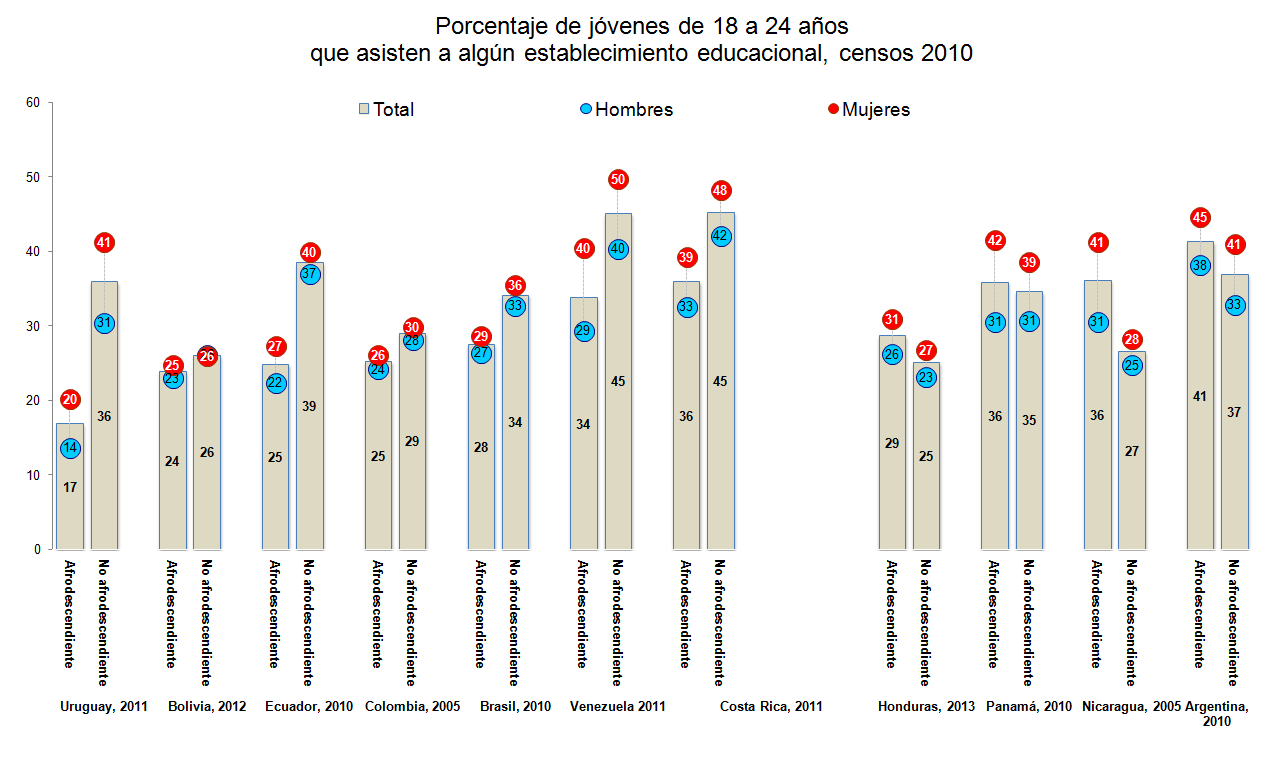 Porcentaje de jóvenes de 18 a 24 años
que asisten a algún establecimiento educacional, censos 2010
Total Hombres Mujeres
60
50
40
30
20
10
0
20 14 17
41 31 36
25 23 24
26 26
27 22 25
40 37 39
26 24 25
30 28 29
29 27 28
36 33 34
40 29 34
50 40 45
39 33 36
48 42 45
31 26 29
27 23 25
42 31 36
39 31 35
41 31 36
28 25 27
45 38 41
41 33 37
Afrodescendiente
No afrodescendiente
Afrodescendiente
No afrodescendiente
Afrodescendiente
No afrodescendiente
Afrodescendiente
No afrodescendiente
Afrodescendiente
No afrodescendiente
Afrodescendiente
No afrodescendiente
Afrodescendiente
No afrodescendiente
Afrodescendiente
No afrodescendiente
Afrodescendiente
No afrodescendiente
Afrodescendiente
No afrodescendiente
Afrodescendiente
No afrodescendiente
Uruguay, 2011 Bolivia, 2012 Ecuador, 2010 Colombia, 2005 Brasil, 2010 Venezuela 2011 Costa Rica, 2011 Honduras, 2013 Panamá, 2010 Nicaragua, 2005 Argentina,
2010